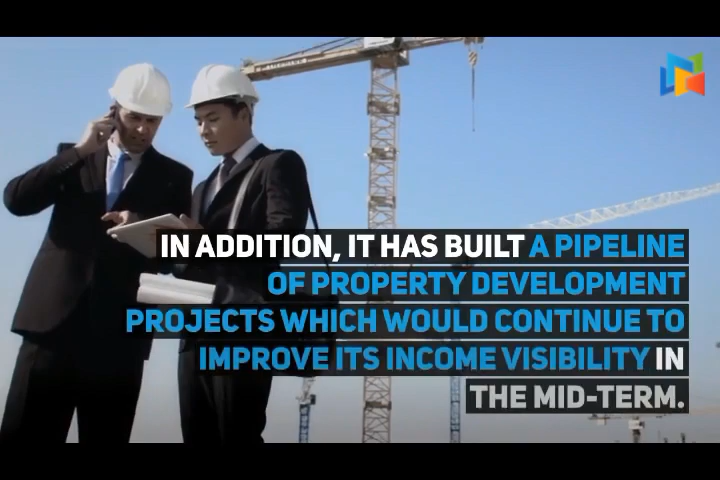 IN ADDITION, IT HAS BUILT A PIPELINE
OF PROPERTY DEVELOPMENT
PROJECTS WHICH WOULD CONTINUE TO
IMPROVE ITS INCOME VISIBILITY IN
THE MID-TERM.